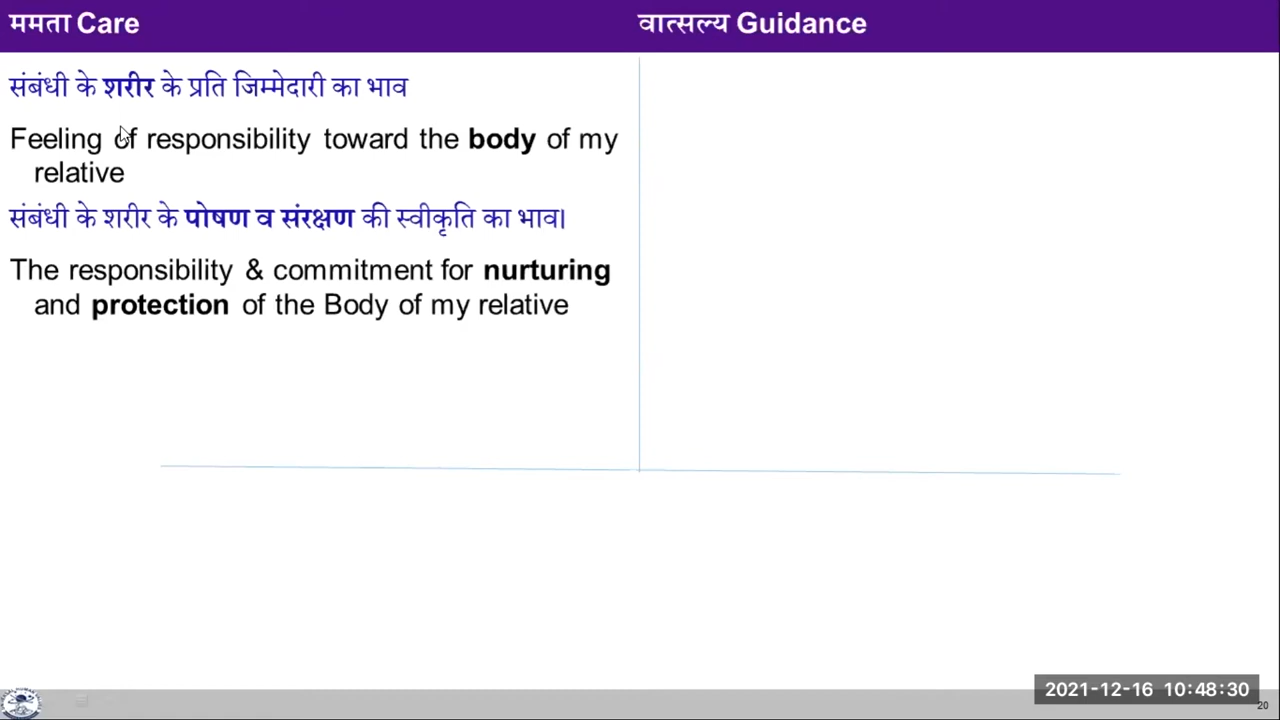 ममता Care
वात्सल्य Guidance
संबंधी के शरीर के प्रति जिम्मेदारी का भाव
Feeling of responsibility toward the body of my
relative
संबंधी के शरीर के पोषण व संरक्षण की स्वीकृति का भाव।
The responsibility & commitment for nurturing
and protection of the Body of my relative
2021-12-16 10:48:30
20